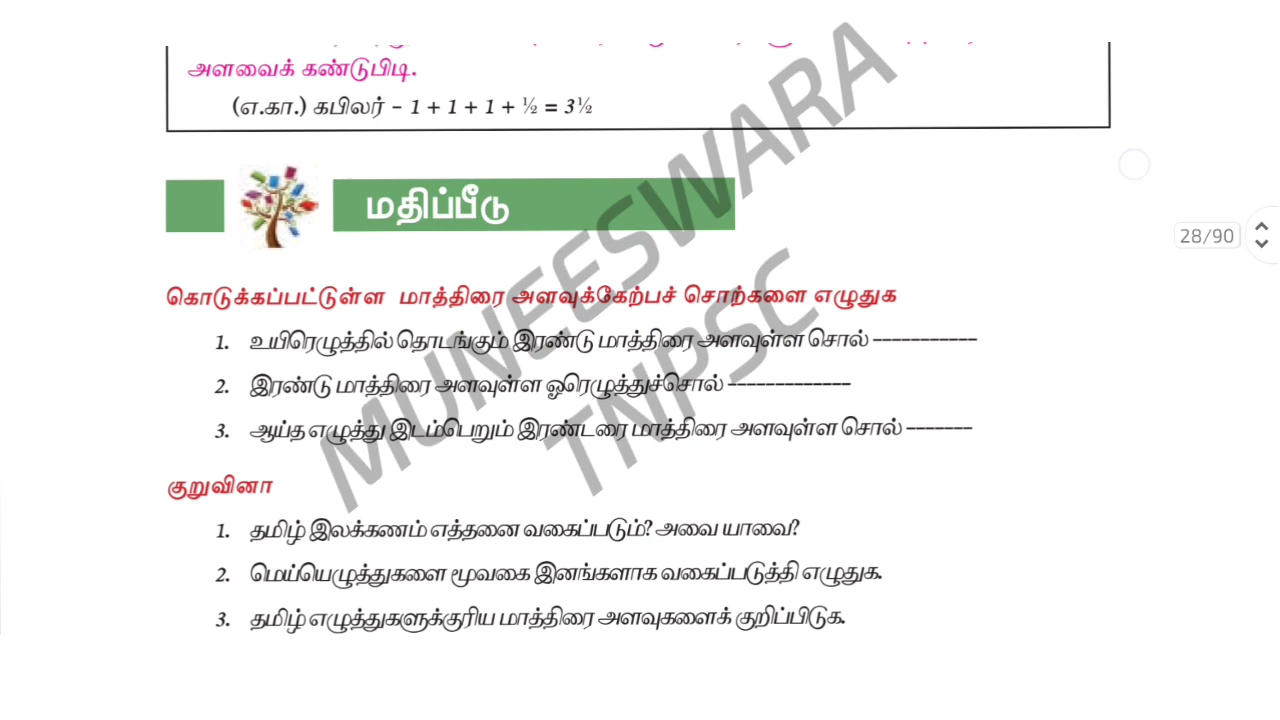 அளவைக் கண்டுபிடி.
(எ.கா.) கபிலர் – 1 + 1 + 1 + ½ = 3½
மதிப்பீடு
28/90
கொடுக்கப்பட்டுள்ள மாத்திரை அளவுக்கேற்பச் சொற்களை எழுதுக
1. உயிரெழுத்தில் தொடங்கும் இரண்டு மாத்திரை அளவுள்ள சொல் -----------
2. இரண்டு மாத்திரை அளவுள்ள ஓரெழுத்துச்சொல் -------------
3. ஆய்த எழுத்து இடம்பெறும் இரண்டரை மாத்திரை அளவுள்ள சொல் -------
குறுவினா
1. தமிழ் இலக்கணம் எத்தனை வகைப்படும்? அவை யாவை?
2. மெய்யெழுத்துகளை மூவகை இனங்களாக வகைப்படுத்தி எழுதுக.
3. தமிழ் எழுத்துகளுக்குரிய மாத்திரை அளவுகளைக் குறிப்பிடுக.
MUNEESWARA
TNPSC